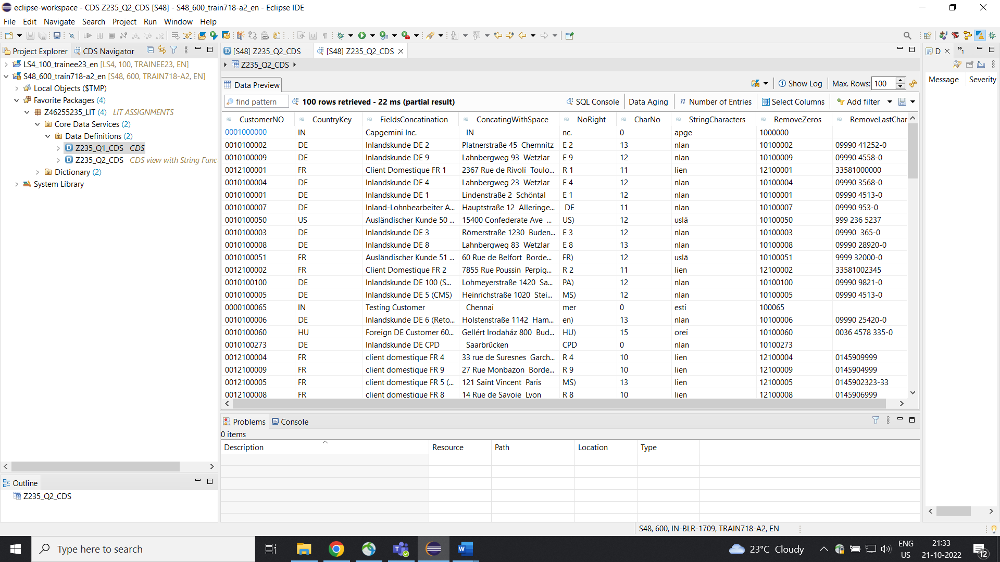 eclipse-workspace - CDS Z235_Q2_CDS [S48] - S48_600_train718-a2_en - Eclipse IDE
File Edit Navigate Search Project Run Window Help
Project Explorer CDS Navigator
LS4_100_trainee23_en [LS4, 100, TRAINEE23, EN]
S48_600_train718-a2_en [S48, 600, TRAIN718-A2, EN]
Local Objects ($TMP)
Favorite Packages (4)
Z46255235_LIT (4) LIT ASSIGNMENTS
Core Data Services (2)
Data Definitions (2)
Z235_Q1_CDS CDS
Z235_Q2_CDS CDS view with String Func
Dictionary (2)
System Library
Outline
Z235_Q2_CDS
[S48] Z235_Q2_CDS [S48] Z235_Q2_CDS
Z235_Q2_CDS
Data Preview Show Log Max. Rows: 100
find pattern 100 rows retrieved - 22 ms (partial result) SQL Console Data Aging Number of Entries Select Columns Add filter
CustomerNO CountryKey FieldsConcatination ConcatingWithSpace NoRight CharNo StringCharacters RemoveZeros RemoveLastChar
0001000000 IN Capgemini Inc. IN nc. 0 apge 1000000
0010100002 DE Inlandskunde DE 2 Platnerstraße 45 Chemnitz E 2 13 nlan 10100002 09990 41252-0
0010100009 DE Inlandskunde DE 9 Lahnbergweg 93 Wetzlar E 9 12 nlan 10100009 09990 4558-0
0012100001 FR Client Domestique FR 1 2367 Rue de Rivoli Toulo... R 1 11 lien 12100001 33581000000
0010100004 DE Inlandskunde DE 4 Lahnbergweg 23 Wetzlar E 4 12 nlan 10100004 09990 3568-0
0010100001 DE Inlandskunde DE 1 Lindenstraße 2 Schöntal E 1 12 nlan 10100001 09990 4513-0
0010100007 DE Inland-Lohnbearbeiter A... Hauptstraße 12 Alleringe... DE 11 nlan 10100007 09990 953-0
0010100050 US Ausländischer Kunde 50 ... 15400 Confederate Ave ... US) 12 uslä 10100050 999 236 5237
0010100003 DE Inlandskunde DE 3 Römerstraße 1230 Buden... E 3 12 nlan 10100003 09990 365-0
0010100008 DE Inlandskunde DE 8 Lahnbergweg 83 Wetzlar E 8 13 nlan 10100008 09990 28920-0
0010100051 FR Ausländischer Kunde 51 ... 60 Rue de Belfort Borde... FR) 12 uslä 10100051 9999 32000-0
0012100002 FR Client Domestique FR 2 7855 Rue Poussin Perpig... R 2 11 lien 12100002 33581002345
0010100100 DE Inlandskunde DE 100 (S... Lohmeyerstraße 1420 Sa... PA) 12 nlan 10100100 09990 9821-0
0010100005 DE Inlandskunde DE 5 (CMS) Heinrichstraße 1020 Stei... MS) 12 nlan 10100005 09990 4513-0
0000100065 IN Testing Customer Chennai mer 0 esti 100065
0010100006 DE Inlandskunde DE 6 (Reto... Holstenstraße 1142 Ham... en) 13 nlan 10100006 09990 25420-0
0010100060 HU Foreign DE Customer 60... Gellért Irodaház 800 Bud... HU) 15 orei 10100060 0036 4578 335-0
0010100273 DE Inlandskunde DE CPD Saarbrücken CPD 0 nlan 10100273
0012100004 FR client domestique FR 4 33 rue de Suresnes Garch... R 4 10 lien 12100004 0145909999
0012100009 FR client domestique FR 9 27 Rue Monbazon Borde... R 9 10 lien 12100009 0145904999
0012100005 FR client domestique FR 5 (... 121 Saint Vincent Paris MS) 13 lien 12100005 0145902323-33
0012100008 FR client domestique FR 8 14 Rue de Savoie Lyon R 8 10 lien 12100008 0145906999
Problems Console
0 items
Description Resource Path Location Type
D »1
Message Severity
S48, 600, IN-BLR-1709, TRAIN718-A2, EN
Type here to search 23°C Cloudy ENG US 21:33 21-10-2022 12